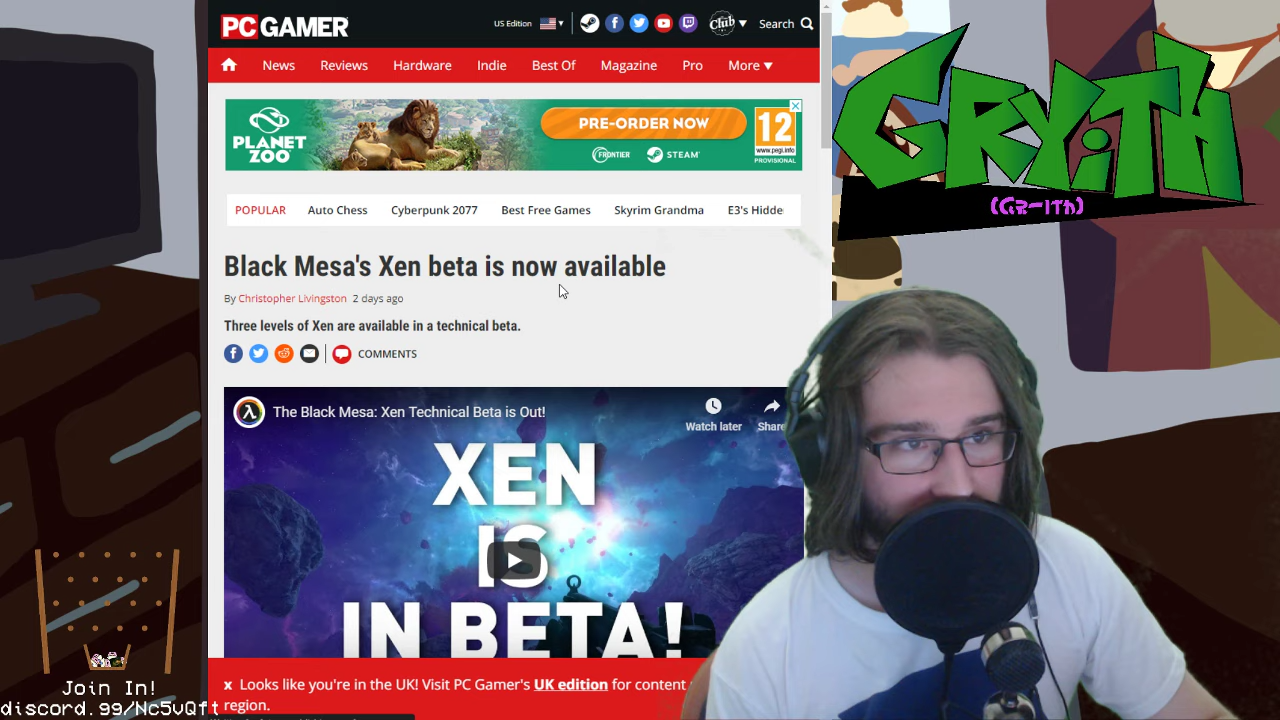 PC GAMER
US Edition
Club
Search
News Reviews Hardware Indie Best Of Magazine Pro More
PLANET ZOO
PRE-ORDER NOW
FRONTIER STEAM
12
www.pegi.info
PROVISIONAL
POPULAR Auto Chess Cyberpunk 2077 Best Free Games Skyrim Grandma E3's Hidde
Black Mesa's Xen beta is now available
By Christopher Livingston 2 days ago
Three levels of Xen are available in a technical beta.
COMMENTS
The Black Mesa: Xen Technical Beta is Out!
Watch later
Share
XEN
IS
IN BETA!
x Looks like you're in the UK! Visit PC Gamer's UK edition for content
region.
GRYiTH
(GR-ith)
Join In!
discord.gg/Nc5vQft